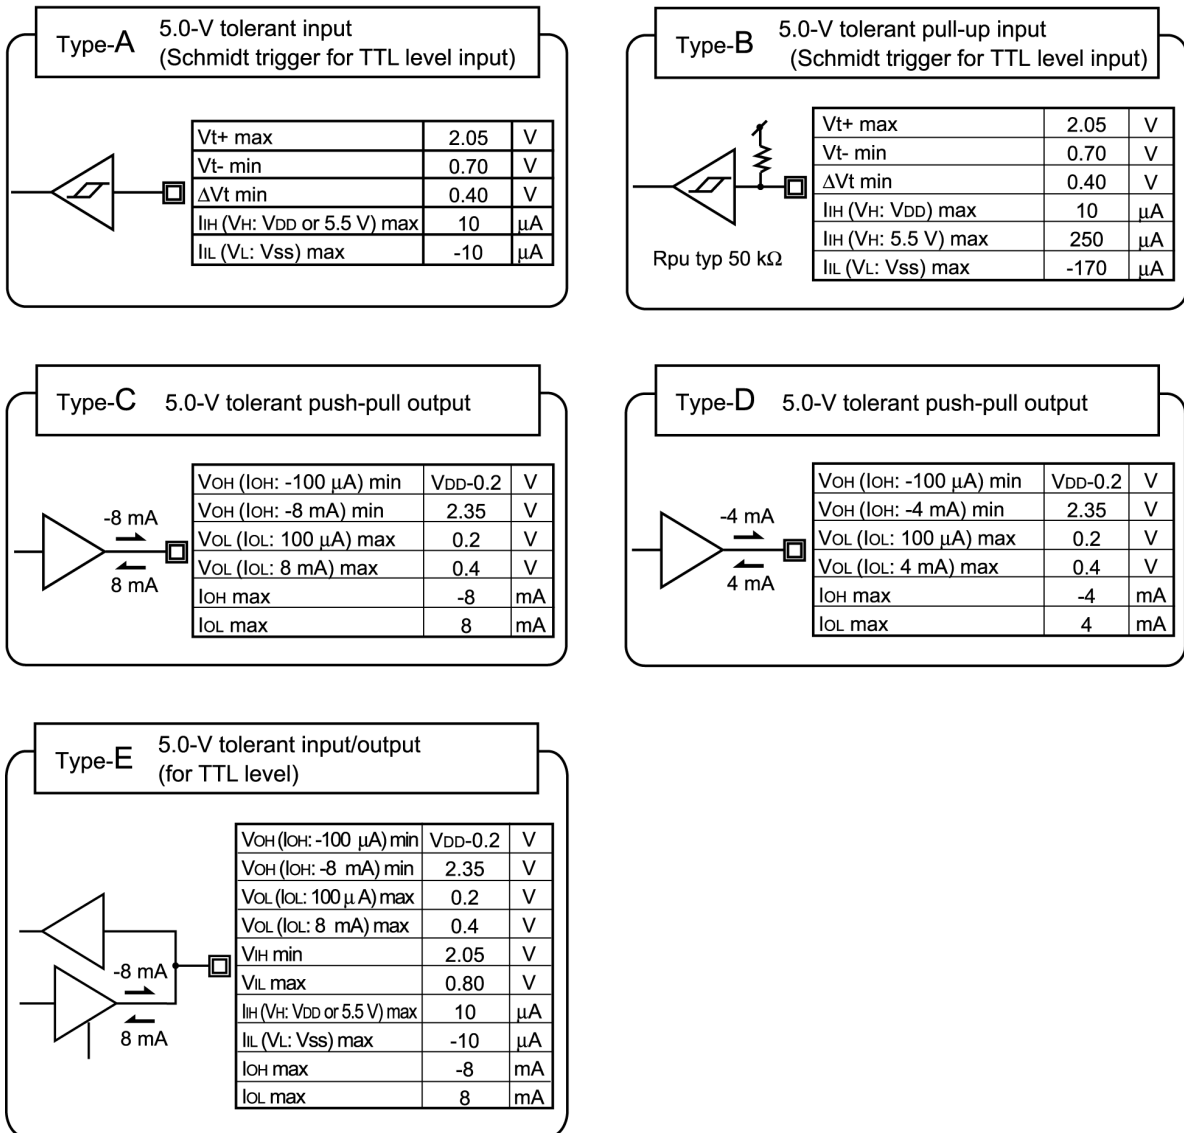 Type-A 5.0-V tolerant input
(Schmidt trigger for TTL level input)
Vt+ max 2.05 V
Vt- min 0.70 V
ΔVt min 0.40 V
IIH (VH: VDD or 5.5 V) max 10 μA
IIL (VL: Vss) max -10 μA
Type-B 5.0-V tolerant pull-up input
(Schmidt trigger for TTL level input)
Rpu typ 50 kΩ
Vt+ max 2.05 V
Vt- min 0.70 V
ΔVt min 0.40 V
IIH (VH: VDD) max 10 μA
IIH (VH: 5.5 V) max 250 μA
IIL (VL: Vss) max -170 μA
Type-C 5.0-V tolerant push-pull output
-8 mA
8 mA
VOH (IOH: -100 μA) min VDD-0.2 V
VOH (IOH: -8 mA) min 2.35 V
VOL (IOL: 100 μA) max 0.2 V
VOL (IOL: 8 mA) max 0.4 V
IOH max -8 mA
IOL max 8 mA
Type-D 5.0-V tolerant push-pull output
-4 mA
4 mA
VOH (IOH: -100 μA) min VDD-0.2 V
VOH (IOH: -4 mA) min 2.35 V
VOL (IOL: 100 μA) max 0.2 V
VOL (IOL: 4 mA) max 0.4 V
IOH max -4 mA
IOL max 4 mA
Type-E 5.0-V tolerant input/output
(for TTL level)
-8 mA
8 mA
VOH (IOH: -100 μA) min VDD-0.2 V
VOH (IOH: -8 mA) min 2.35 V
VOL (IOL: 100 μ A) max 0.2 V
VOL (IOL: 8 mA) max 0.4 V
VIH min 2.05 V
VIL max 0.80 V
IIH (VH: VDD or 5.5 V) max 10 μA
IIL (VL: Vss) max -10 μA
IOH max -8 mA
IOL max 8 mA